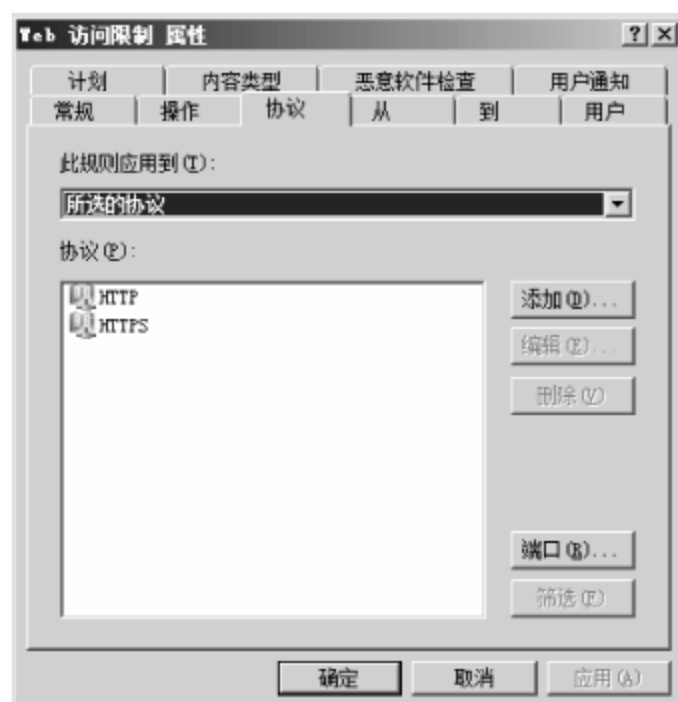 Web 访问限制 属性
计划 内容类型 恶意软件检查 用户通知
常规 操作 协议 从 到 用户
此规则应用到(T):
所选的协议
协议(P):
HTTP
HTTPS
添加(D)...
编辑(E)...
删除(V)
端口(R)...
筛选(F)
确定 取消 应用(A)